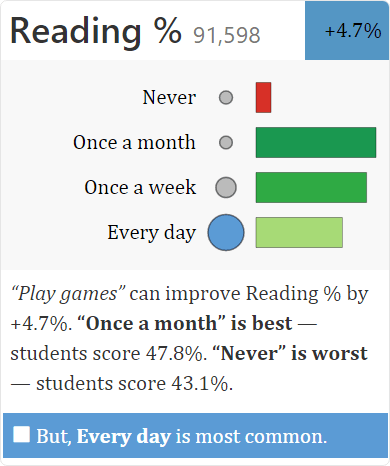 Reading % 91,598 +4.7%
Never
Once a month
Once a week
Every day
“Play games” can improve Reading % by
+4.7%. “Once a month” is best —
students score 47.8%. “Never” is worst
— students score 43.1%.
But, Every day is most common.